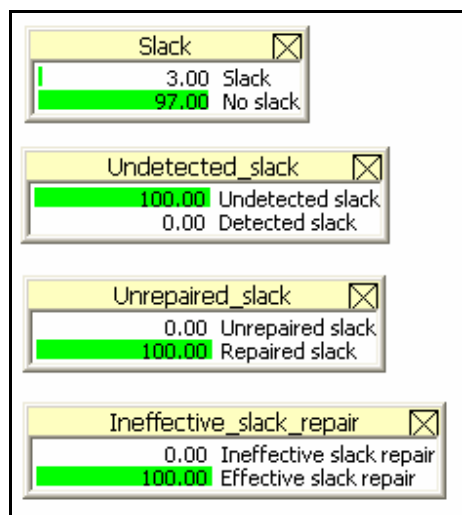 Slack
3.00 Slack
97.00 No slack
Undetected_slack
100.00 Undetected slack
0.00 Detected slack
Unrepaired_slack
0.00 Unrepaired slack
100.00 Repaired slack
Ineffective_slack_repair
0.00 Ineffective slack repair
100.00 Effective slack repair